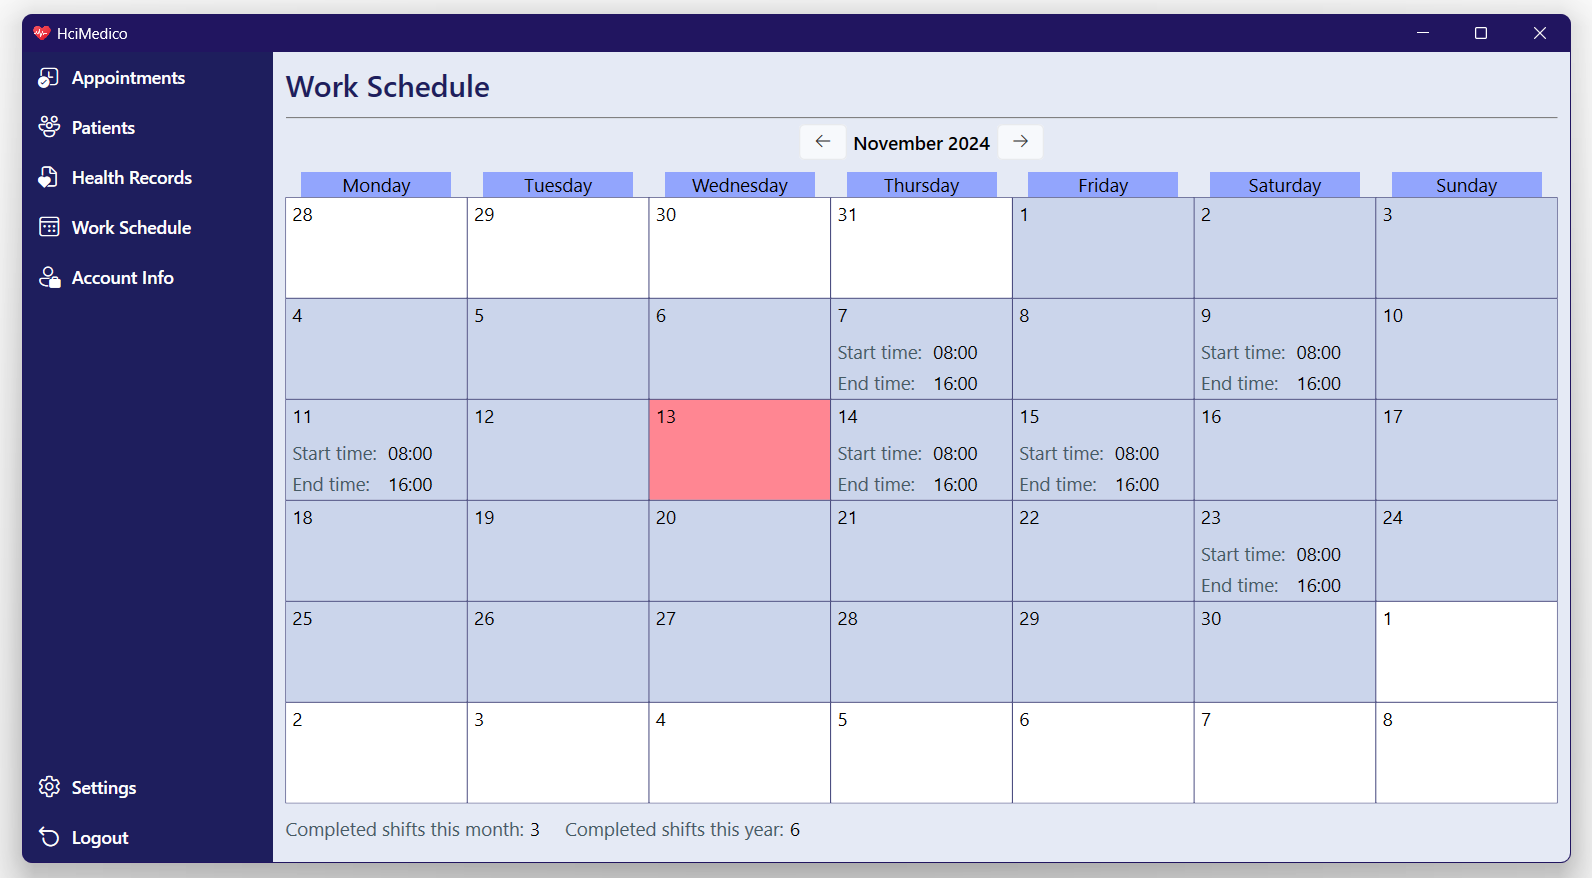 HciMedico
Appointments
Patients
Health Records
Work Schedule
Account Info
Settings
Logout
Work Schedule
November 2024
Monday Tuesday Wednesday Thursday Friday Saturday Sunday
28 29 30 31 1 2 3
4 5 6 7 8 9 10
Start time: 08:00 Start time: 08:00
End time: 16:00 End time: 16:00
11 12 13 14 15 16 17
Start time: 08:00 Start time: 08:00 Start time: 08:00
End time: 16:00 End time: 16:00 End time: 16:00
18 19 20 21 22 23 24
Start time: 08:00
End time: 16:00
25 26 27 28 29 30 1
2 3 4 5 6 7 8
Completed shifts this month: 3 Completed shifts this year: 6